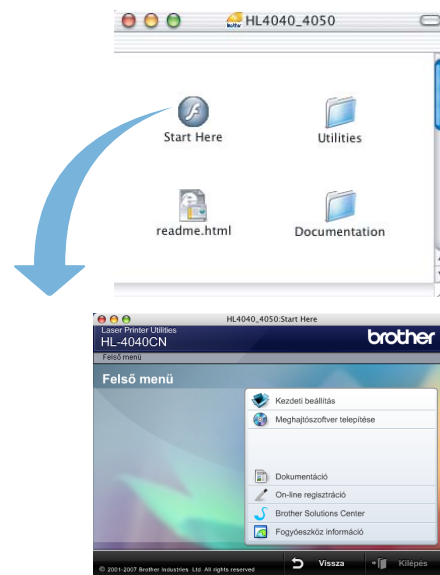 HL4040_4050
Start Here
Utilities
readme.html
Documentation
HL4040_4050:Start Here
Laser Printer Utilities
HL-4040CN
brother
Felső menü
Felső menü
Kezdeti beállítás
Meghajtószoftver telepítése
Dokumentáció
On-line regisztráció
Brother Solutions Center
Fogyóeszköz információ
© 2001-2007 Brother Industries Ltd. All rights reserved
Vissza
Kilépés